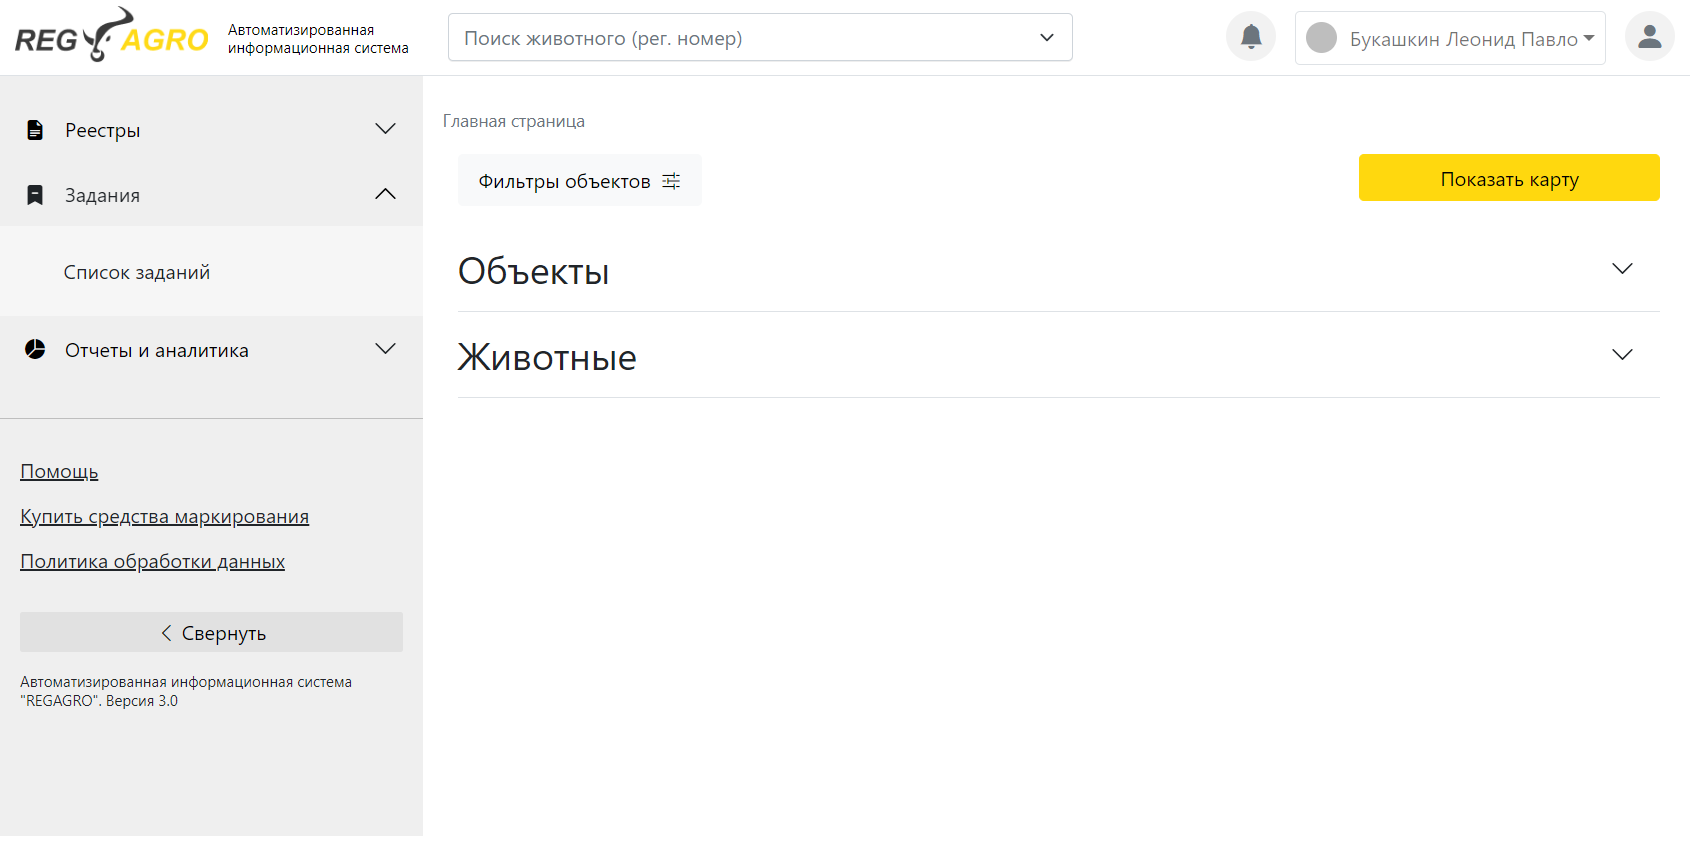 REG AGRO
Автоматизированная
информационная система
Поиск животного (рег. номер)
Букашкин Леонид Павло
Реестры
Задания
Список заданий
Отчеты и аналитика
Помощь
Купить средства маркирования
Политика обработки данных
Свернуть
Автоматизированная информационная система
"REGAGRO". Версия 3.0
Главная страница
Фильтры объектов
Показать карту
Объекты
Животные